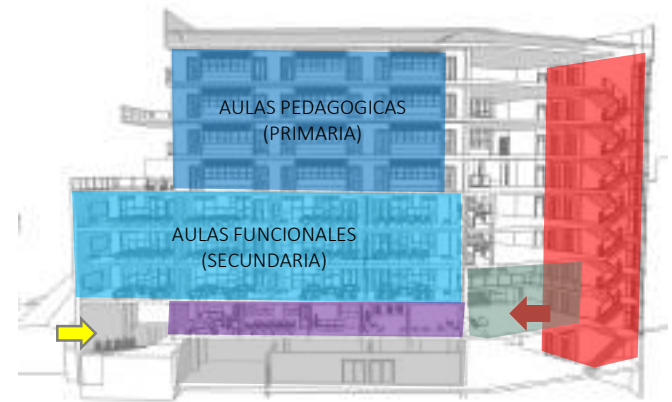 AULAS PEDAGOGICAS
(PRIMARIA)
AULAS FUNCIONALES
(SECUNDARIA)